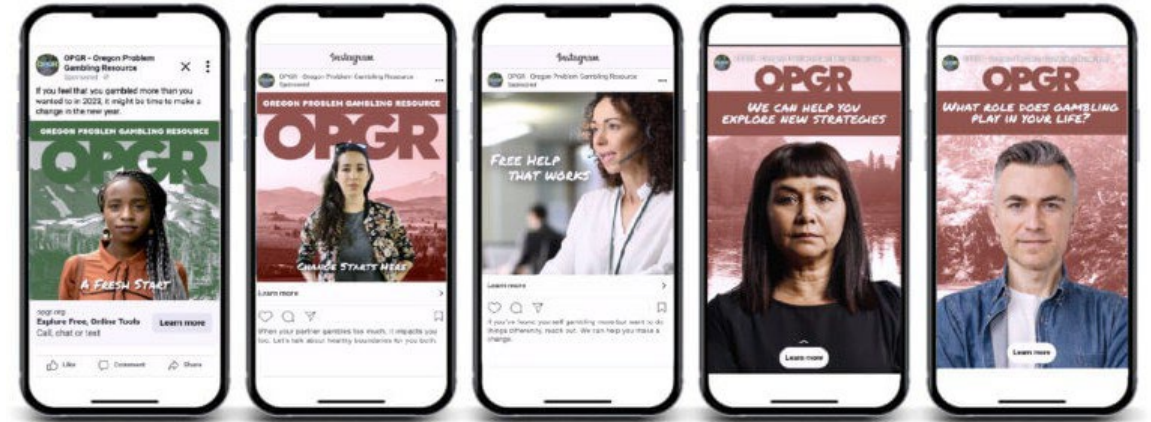 OPGR - Oregon Problem
Gambling Resource
Sponsored
If you feel that you gambled more than you
wanted to in 2023, it might be time to make a
change in the new year.
OREGON PROBLEM GAMBLING RESOURCE
OPGR
A FRESH START
opgr.org
Explore Free, Online Tools
Call, chat or text
Learn more
Like
Comment
Share
Instagram
OPGR - Oregon Problem Gambling Resource
Sponsored
OREGON PROBLEM GAMBLING RESOURCE
OPGR
CHANGE STARTS HERE
Learn more
When your partner gambles too much, it impacts you
too. Let's talk about healthy boundaries for you both.
Instagram
OPGR - Oregon Problem Gambling Resource
Sponsored
FREE HELP
THAT WORKS
Learn more
If you've found yourself gambling more but want to do
things differently, reach out. We can help you make a
change.
OPGR
WE CAN HELP YOU
EXPLORE NEW STRATEGIES
Learn more
OPGR
WHAT ROLE DOES GAMBLING
PLAY IN YOUR LIFE?
Learn more